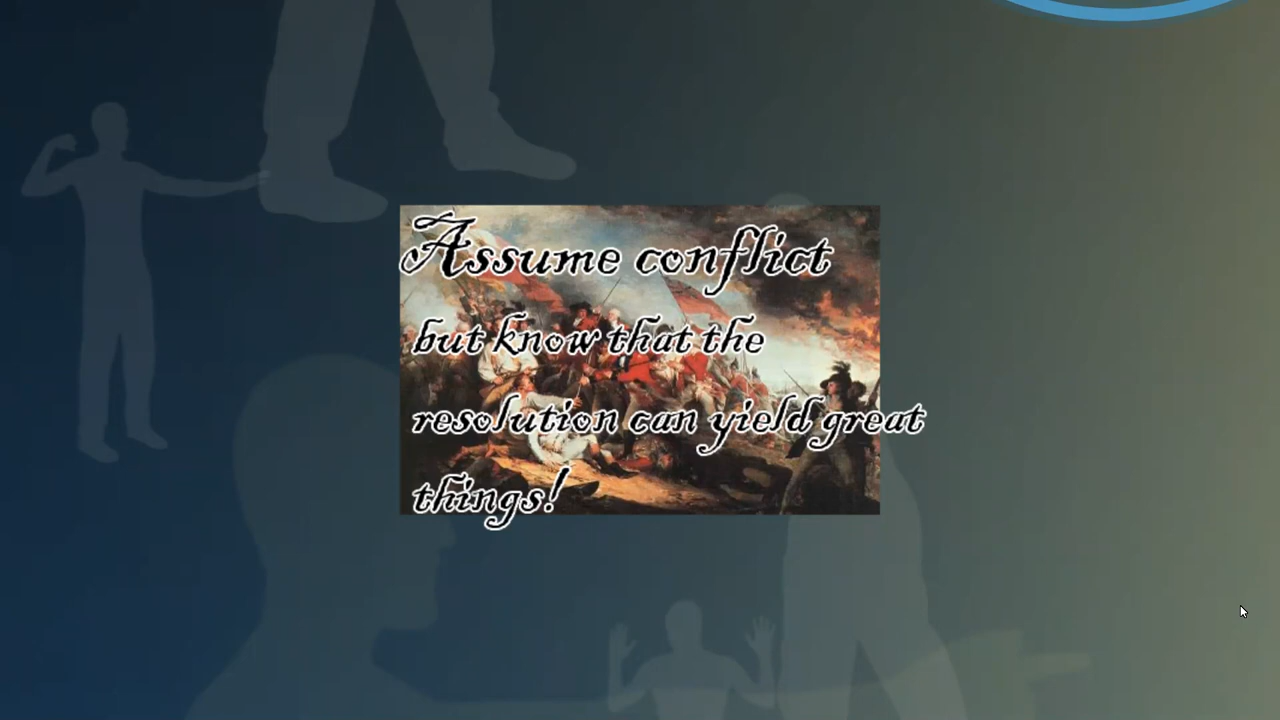 Assume conflict
but know that the
resolution can yield great
things!